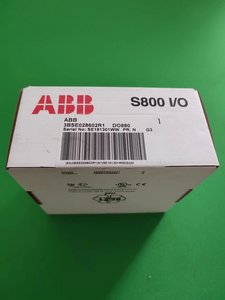 ABB
S800 I/O
ABB
3BSE028602R1 DO880
Serial No: SE181301WW PR: N G3